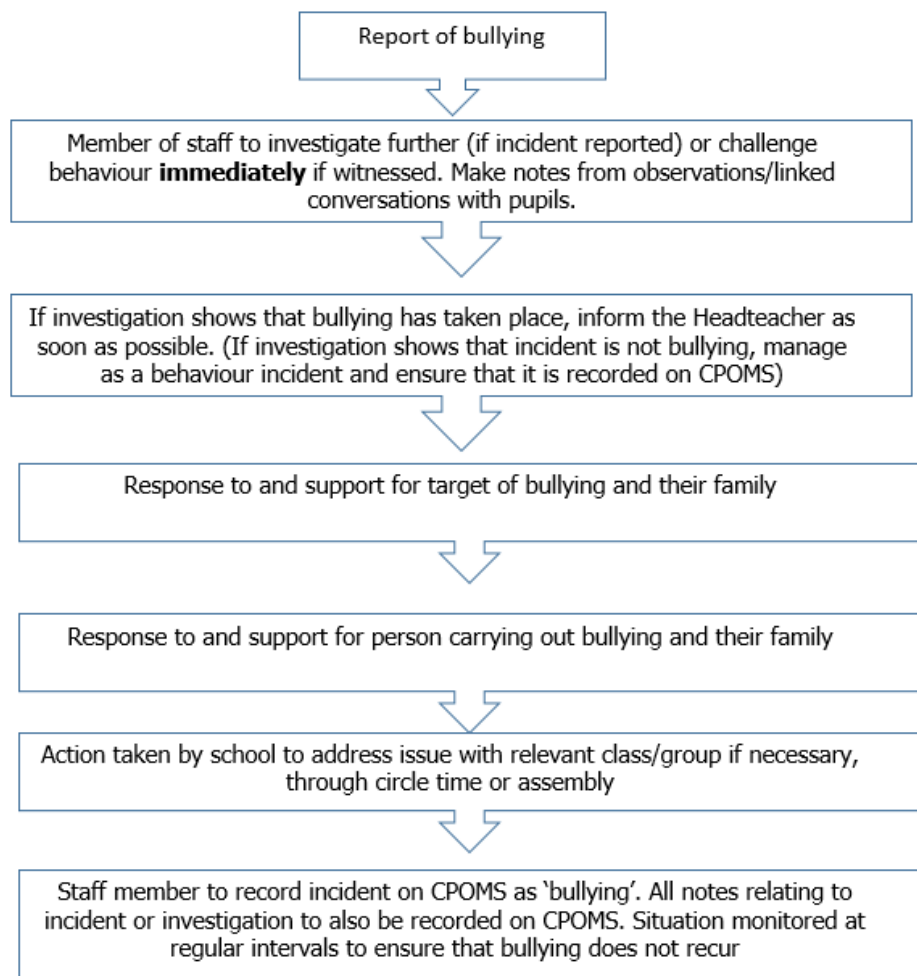 Report of bullying
Member of staff to investigate further (if incident reported) or challenge
behaviour immediately if witnessed. Make notes from observations/linked
conversations with pupils.
If investigation shows that bullying has taken place, inform the Headteacher as
soon as possible. (If investigation shows that incident is not bullying, manage
as a behaviour incident and ensure that it is recorded on CPOMS)
Response to and support for target of bullying and their family
Response to and support for person carrying out bullying and their family
Action taken by school to address issue with relevant class/group if necessary,
through circle time or assembly
Staff member to record incident on CPOMS as ‘bullying’. All notes relating to
incident or investigation to also be recorded on CPOMS. Situation monitored at
regular intervals to ensure that bullying does not recur